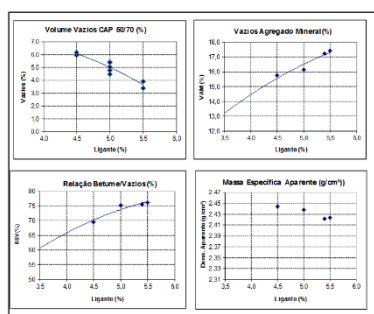 Volume Vazios CAP 50/70 (%)
7,0
6,0
5,0
4,0
3,0
2,0
1,0
0,0
4,0 4,5 5,0 5,5 6,0
Vazios (%)
Ligante (%)
Vazios Agregado Mineral (%)
18,0
17,0
16,0
15,0
14,0
13,0
12,0
3,5 4,0 4,5 5,0 5,5 6,0
VAM (%)
Ligante (%)
Relação Betume/Vazios (%)
80
75
70
65
60
55
50
3,5 4,0 4,5 5,0 5,5 6,0
RBV (%)
Ligante (%)
Massa Específica Aparente (g/cm³))
2,47
2,45
2,43
2,41
2,39
2,37
2,35
2,33
2,31
3,5 4,0 4,5 5,0 5,5 6,0
Dens. Aparente (g/cm³)
Ligante (%)